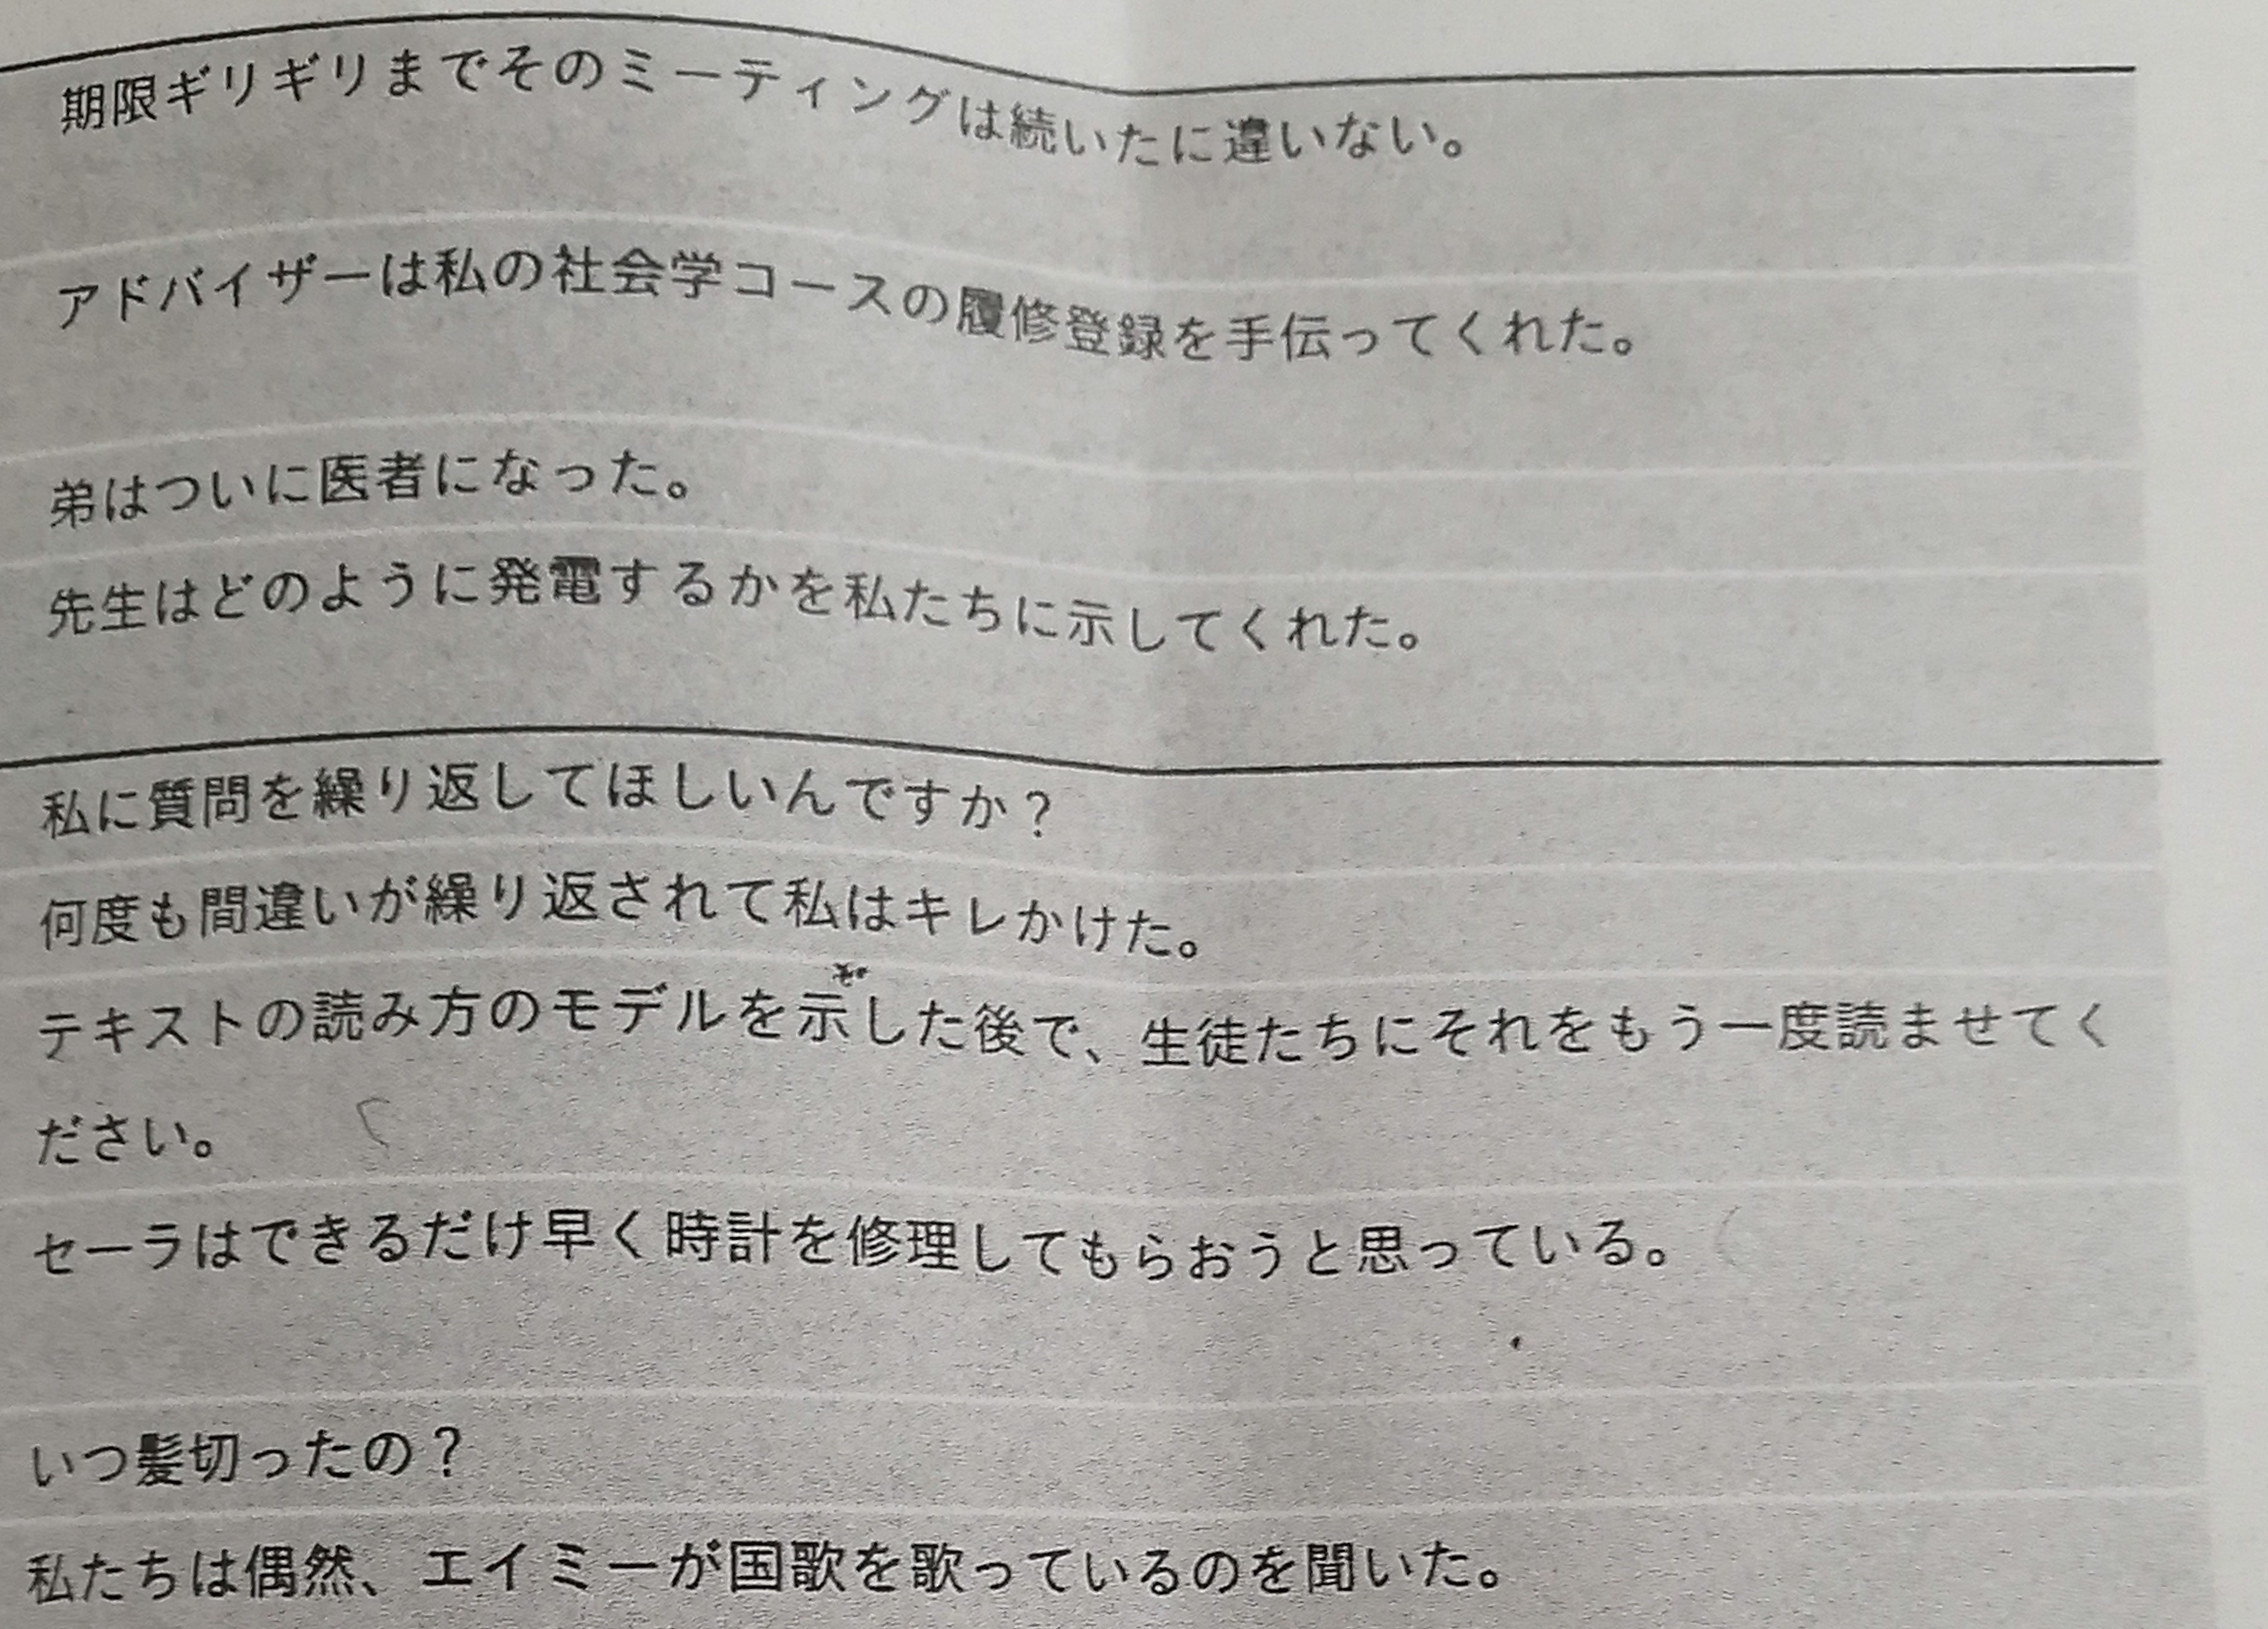 期限ギリギリまでそのミーティングは続いたに違いない。
アドバイザーは私の社会学コースの履修登録を手伝ってくれた。
弟はついに医者になった。
先生はどのように発電するかを私たちに示してくれた。
私に質問を繰り返してほしいんですか？
何度も間違いが繰り返されて私はキレかけた。
テキストの読み方のモデルを示した後で、生徒たちにそれをもう一度読ませてく
ださい。
セーラはできるだけ早く時計を修理してもらおうと思っている。
いつ髪切ったの？
私たちは偶然、エイミーが国歌を歌っているのを聞いた。